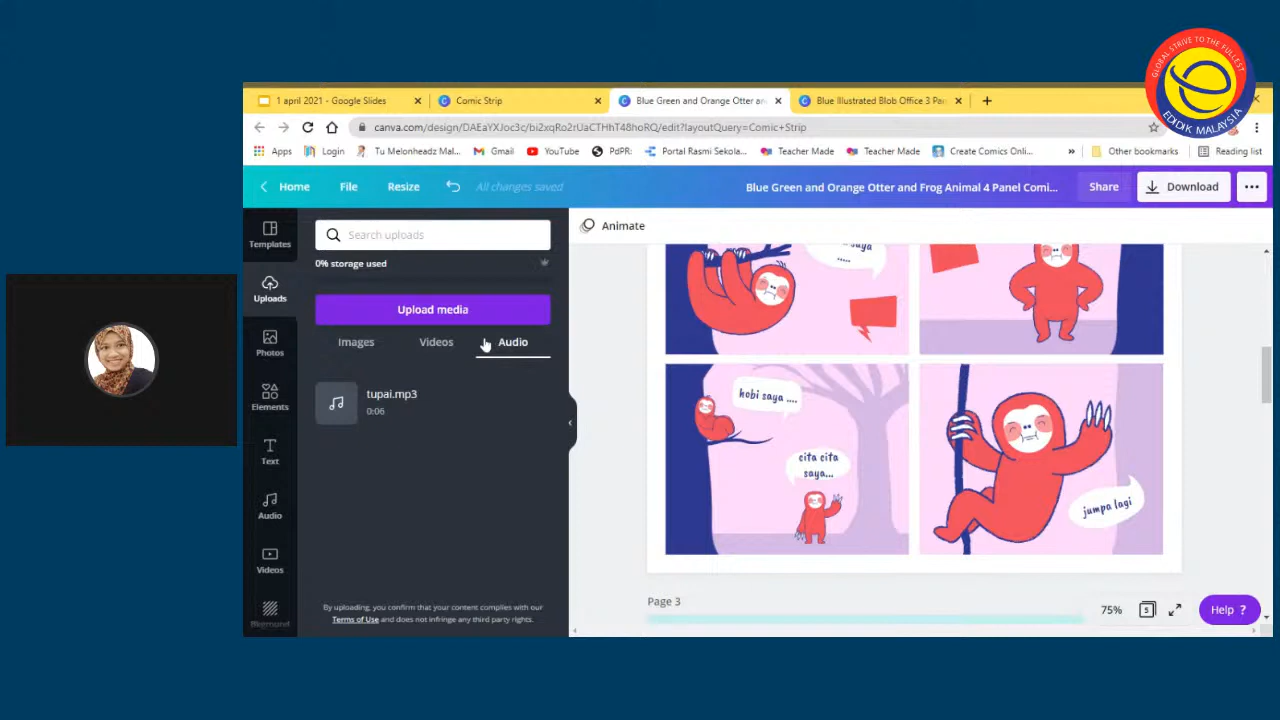 GLOBAL STRIVE TO THE FULLEST
EDIDIK MALAYSIA
1 april 2021 - Google Slides
Comic Strip
Blue Green and Orange Otter an
Blue Illustrated Blob Office 3 Pan
canva.com/design/DAEaYXJoc3c/bi2xqRo2rUaCTHhT48hoRQ/edit?layoutQuery=Comic+Strip
Apps
Login
Tu Melonheadz Mal...
Gmail
YouTube
PdPR:
Portal Rasmi Sekola...
Teacher Made
Teacher Made
Create Comics Onli...
»
Other bookmarks
Reading list
Home
File
Resize
All changes saved
Blue Green and Orange Otter and Frog Animal 4 Panel Comi...
Share
Download
Templates
Uploads
Photos
Elements
Text
Audio
Videos
Bkground
Search uploads
0% storage used
Upload media
Images
Videos
Audio
tupai.mp3
0:06
By uploading, you confirm that your content complies with our
Terms of Use and does not infringe any third party rights.
Animate
saya
.....
hobi saya ....
cita cita
saya...
jumpa lagi
Page 3
75%
5
Help ?